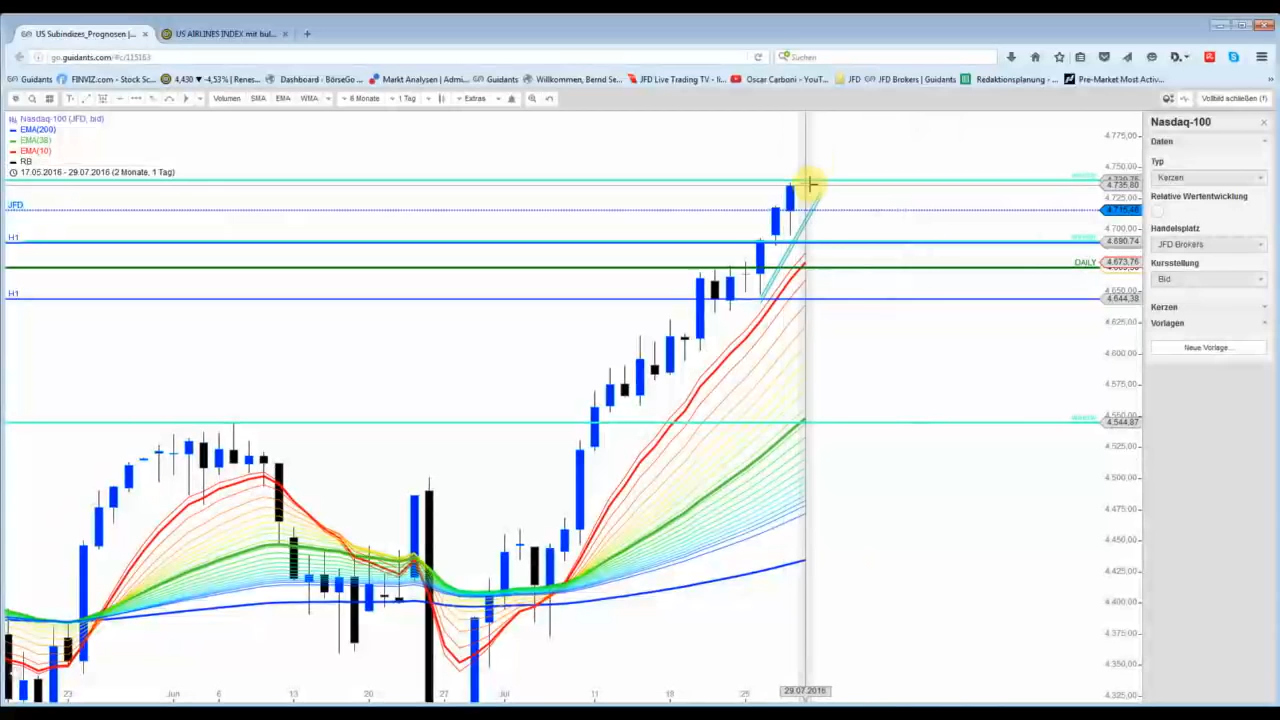 US Subindizes_Prognosen |...
US AIRLINES INDEX mit bul...
go.guidants.com/#c/115163
Suchen
Guidants
FINVIZ.com - Stock Sc...
4,430 ▼ -4,53% | Renes...
Dashboard - BörseGo ...
Markt Analysen | Admi...
Guidants
Willkommen, Bernd Se...
JFD Live Trading TV - li...
Oscar Carboni - YouT...
JFD
JFD Brokers | Guidants
Redaktionsplanung - ...
Pre-Market Most Activ...
Volumen SMA EMA WMA 6 Monate 1 Tag Extras
Vollbild schließen (f)
Nasdaq-100 (JFD, bid)
EMA(200)
EMA(38)
EMA(10)
RB
17.05.2016 - 29.07.2016 (2 Monate, 1 Tag)
JFD
H1
H1
DAILY
4.775,00
4.750,00
4.735,80
4.725,00
4.700,00
4.690,74
4.673,76
4.650,00
4.644,38
4.625,00
4.600,00
4.575,00
4.544,87
4.525,00
4.500,00
4.475,00
4.450,00
4.425,00
4.400,00
4.375,00
4.350,00
4.325,00
23 Jun 6 13 20 27 Jul 11 18 25 29.07.2016
Nasdaq-100
Daten
Typ
Kerzen
Relative Wertentwicklung
Handelsplatz
JFD Brokers
Kursstellung
Bid
Kerzen
Vorlagen
Neue Vorlage...